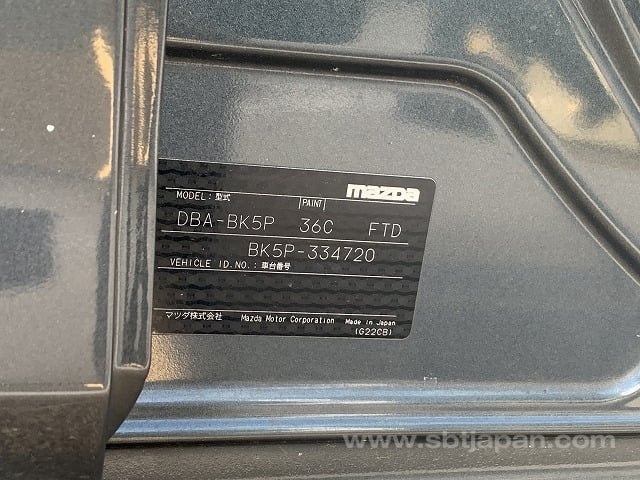 mazda
MODEL: 型式 PAINT
DBA-BK5P 36C FTD
BK5P-334720
VEHICLE ID.NO.: 車台番号
マツダ株式会社 Mazda Motor Corporation Made in Japan
(G22CB)
www.sbtjapan.com